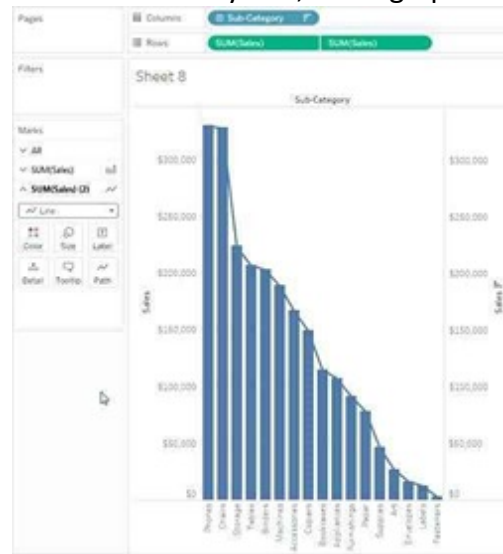 Pages
Columns
Sub-Category
Rows
SUM(Sales)
SUM(Sales)
Filters
Sheet 8
Sub-Category
Marks
All
SUM(Sales)
SUM(Sales) (2)
Line
Color
Size
Label
Detail
Tooltip
Path
Sales
$300,000
$250,000
$200,000
$150,000
$100,000
$50,000
$0
$300,000
$250,000
$200,000
$150,000
$100,000
$50,000
$0
Sales
Phones
Chairs
Storage
Tables
Binders
Machines
Accessories
Copiers
Bookcases
Appliances
Furnishings
Paper
Supplies
Art
Envelopes
Labels
Fasteners